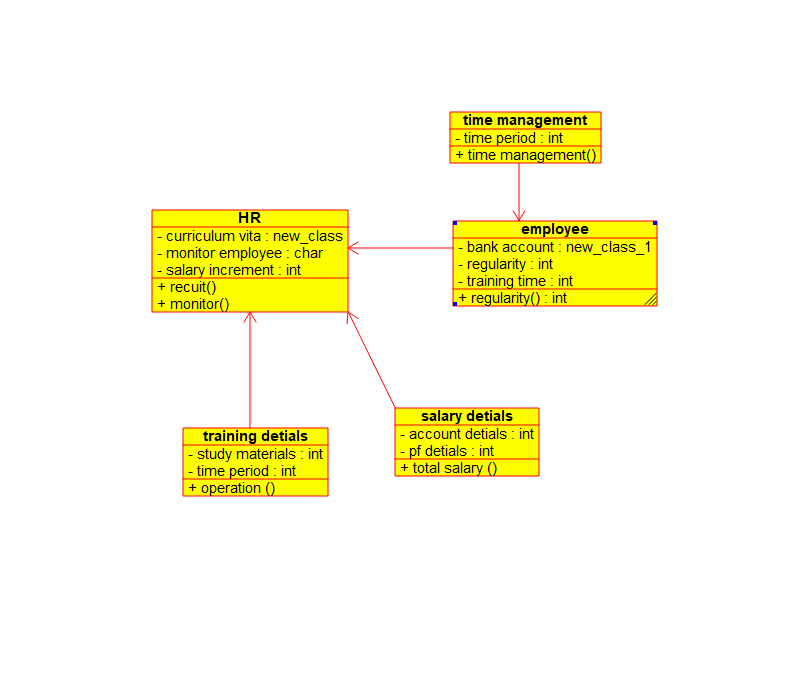 time management
- time period : int
+ time management()
HR
- curriculum vita : new_class
- monitor employee : char
- salary increment : int
+ recuit()
+ monitor()
employee
- bank account : new_class_1
- regularity : int
- training time : int
+ regularity() : int
training detials
- study materials : int
- time period : int
+ operation ()
salary detials
- account detials : int
- pf detials : int
+ total salary ()